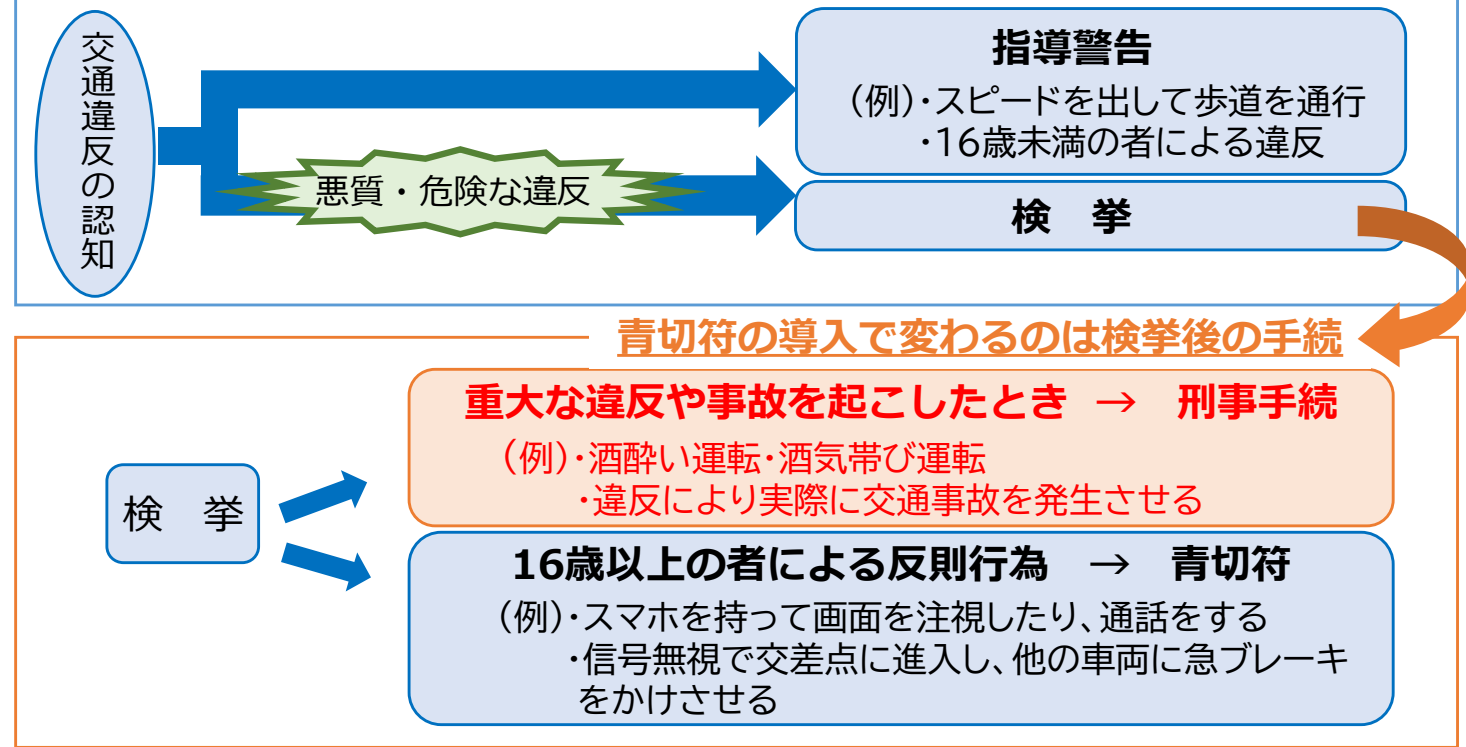 交通違反の認知
指導警告
(例)・スピードを出して歩道を通行
・16歳未満の者による違反
悪質・危険な違反
検　挙
青切符の導入で変わるのは検挙後の手続
検　挙
重大な違反や事故を起こしたとき　→　刑事手続
(例)・酒酔い運転・酒気帯び運転
・違反により実際に交通事故を発生させる
16歳以上の者による反則行為　→　青切符
(例)・スマホを持って画面を注視したり、通話をする
・信号無視で交差点に進入し、他の車両に急ブレーキ
をかけさせる